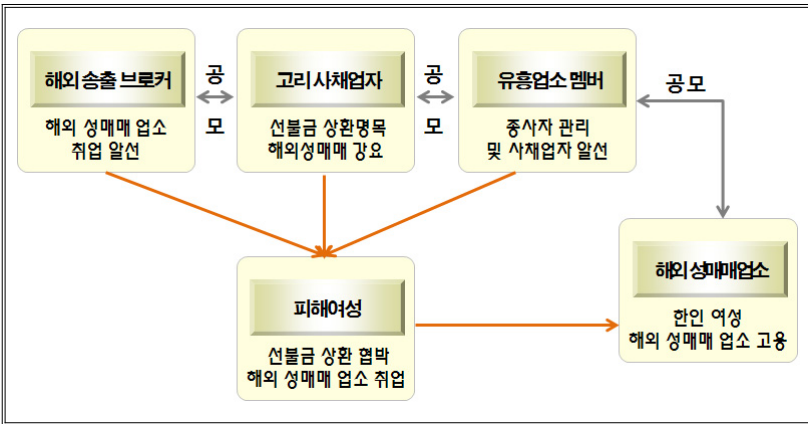 해외 송출 브로커
해외 성매매 업소
취업 알선
공
모
고리 사채업자
선불금 상환명목
해외성매매 강요
공
모
유흥업소 멤버
종사자 관리
및 사채업자 알선
공모
피해여성
선불금 상환 협박
해외 성매매 업소 취업
해외 성매매업소
한인 여성
해외 성매매 업소 고용